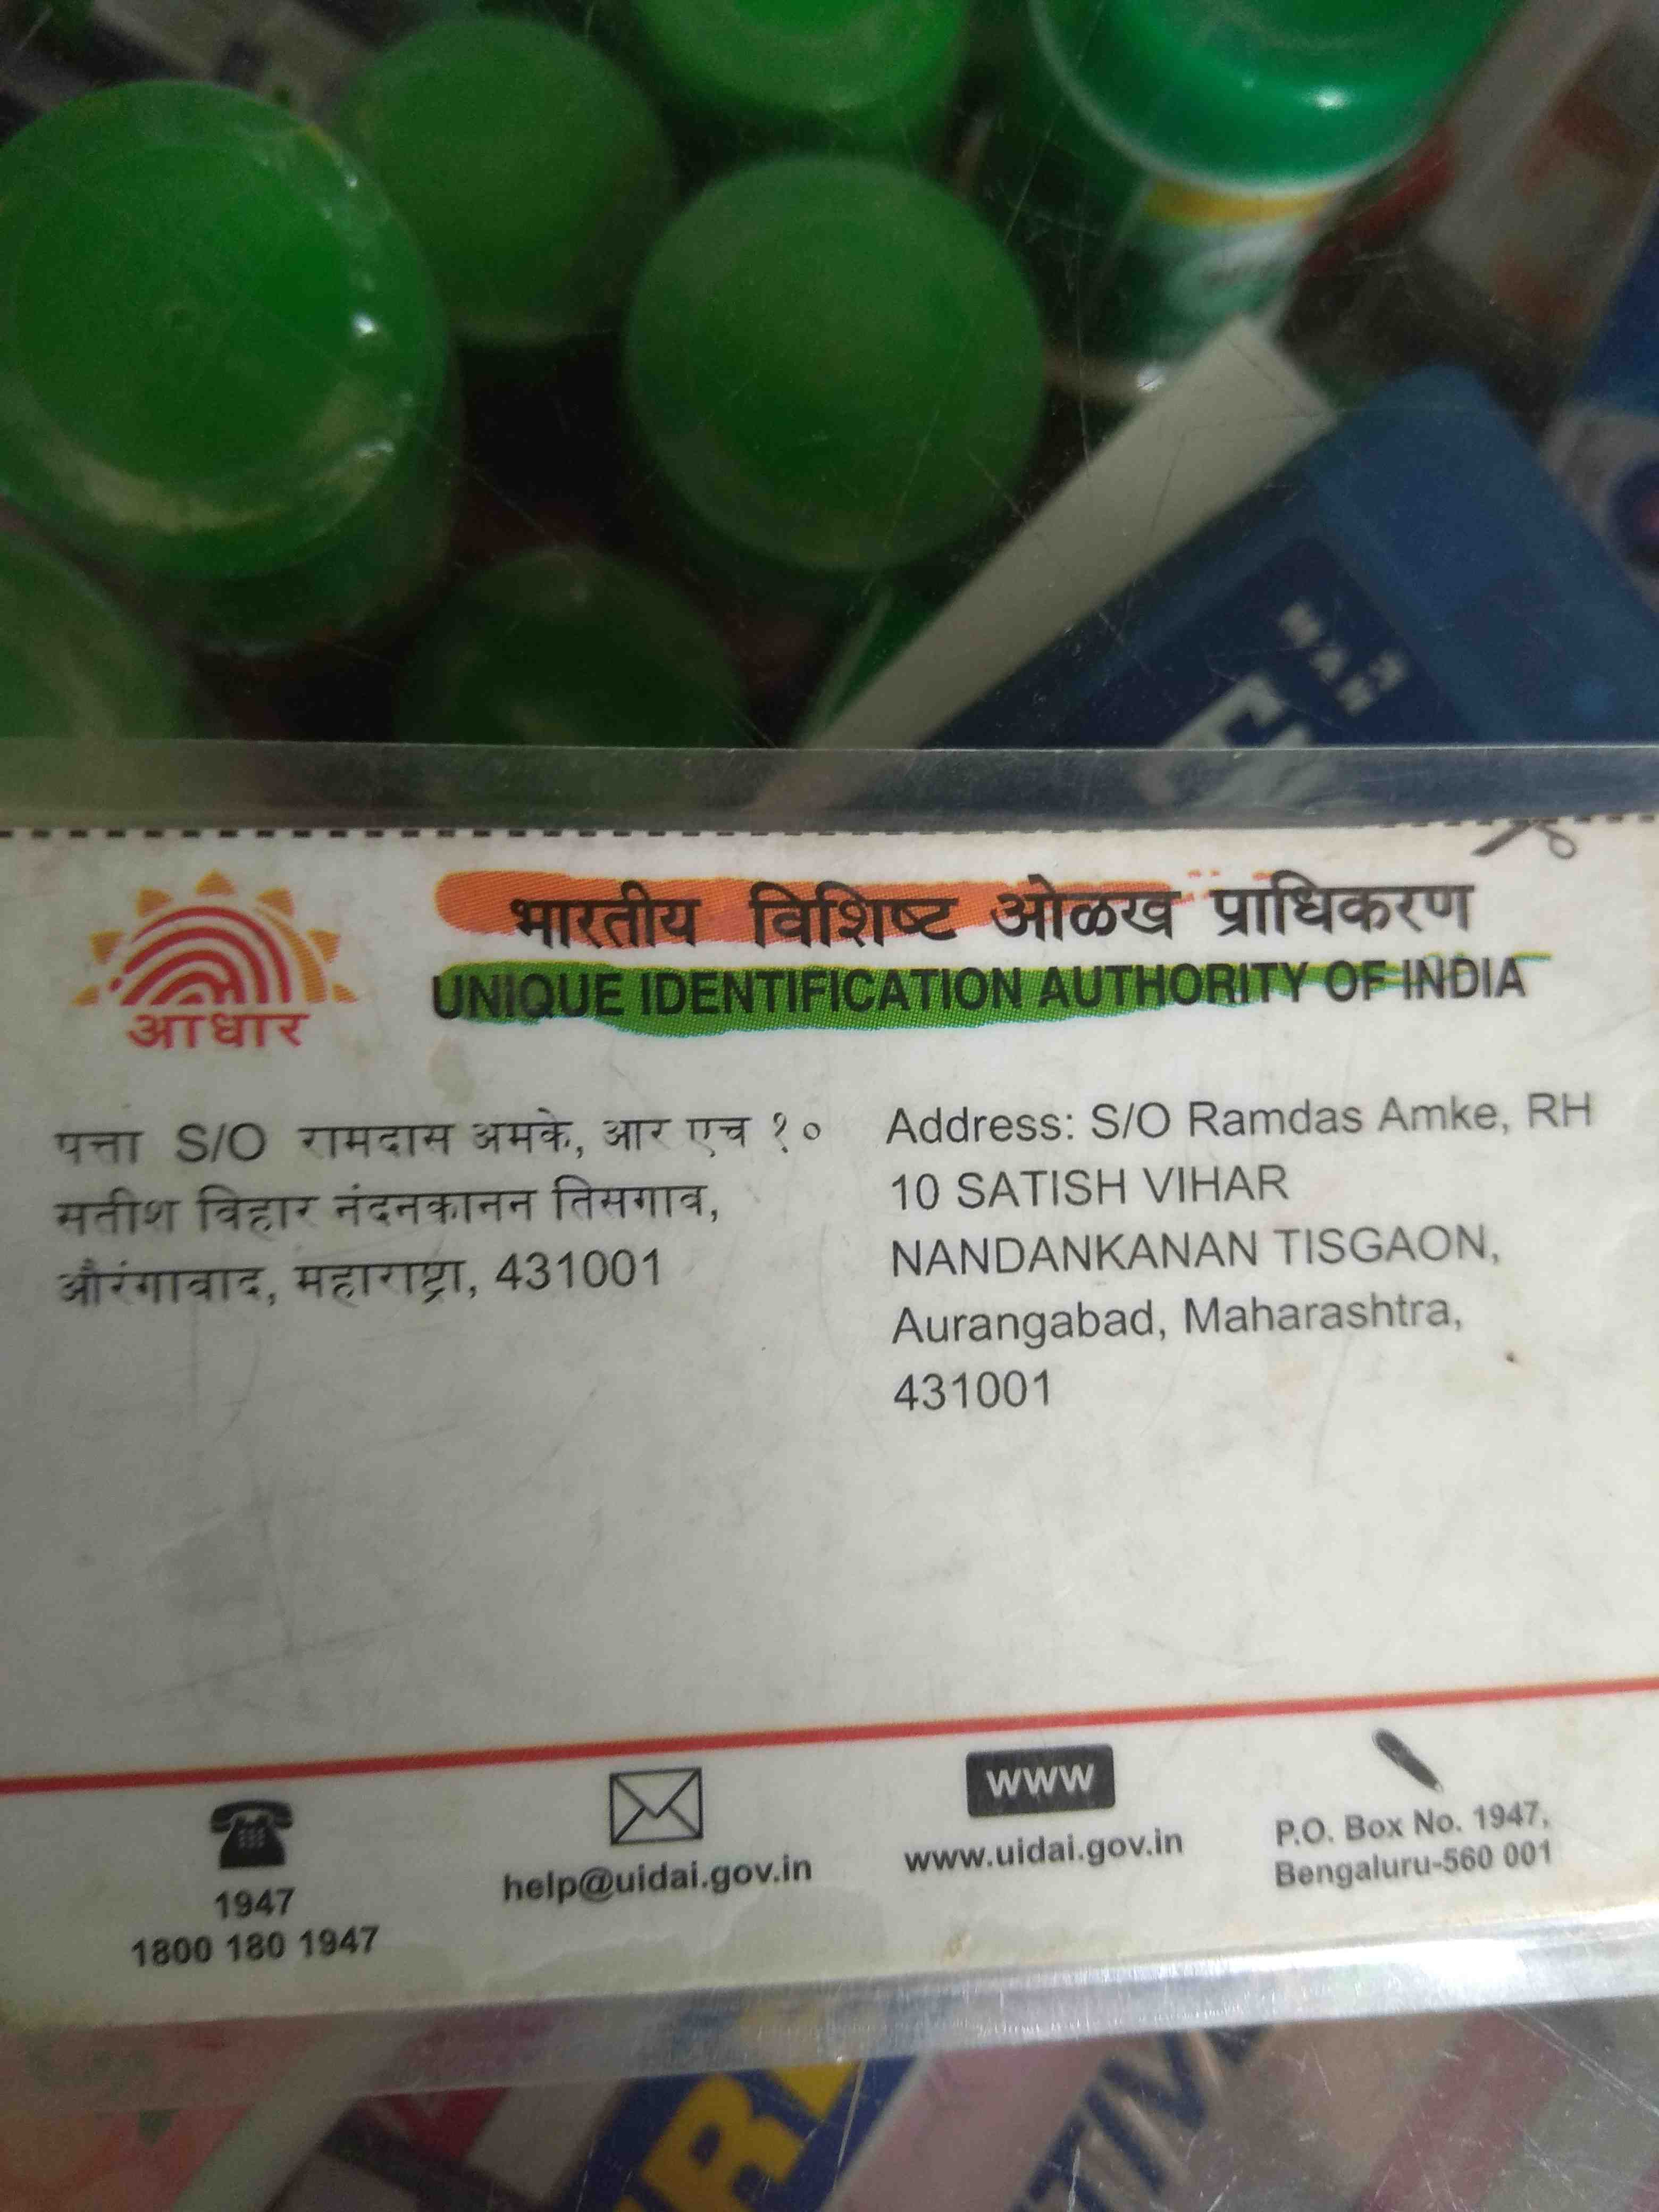 भारतीय विशिष्ट ओळख प्राधिकरण
UNIQUE IDENTIFICATION AUTHORITY OF INDIA
आधार
पत्ता S/O रामदास अमके, आर एच १०
सतीश विहार नंदनकानन तिसगाव,
औरंगाबाद, महाराष्ट्रा, 431001
Address: S/O Ramdas Amke, RH
10 SATISH VIHAR
NANDANKANAN TISGAON,
Aurangabad, Maharashtra,
431001
1947
1800 180 1947
help@uidai.gov.in
www
www.uidai.gov.in
P.O. Box No. 1947,
Bengaluru-560 001